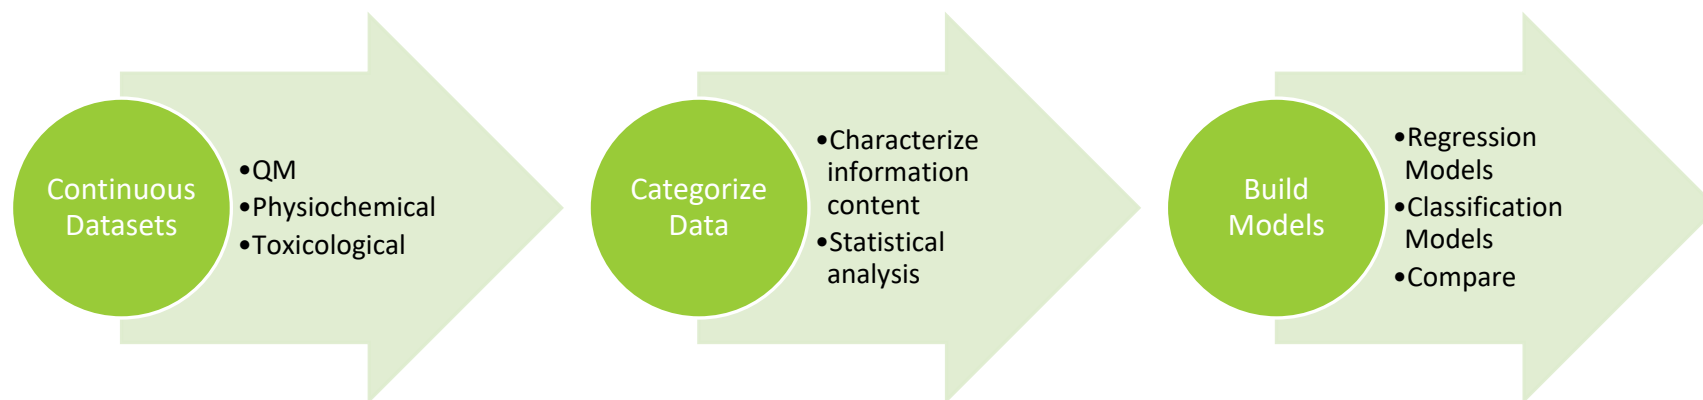 Continuous
Datasets
•QM
•Physiochemical
•Toxicological
Categorize
Data
•Characterize
information
content
•Statistical
analysis
Build
Models
•Regression
Models
•Classification
Models
•Compare